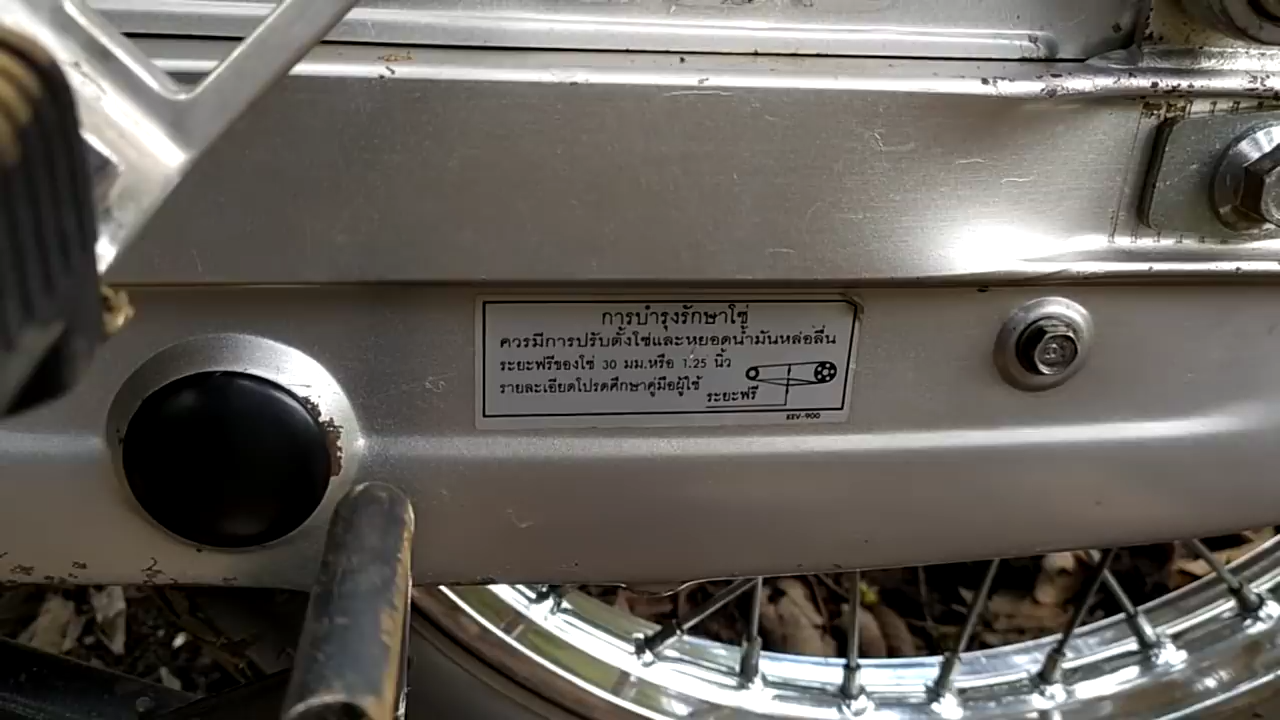 การบำรุงรักษาโซ่
ควรมีการปรับตั้งโซ่และหยอดน้ำมันหล่อลื่น
ระยะฟรีของโซ่ 30 มม.หรือ 1.25 นิ้ว
รายละเอียดโปรดศึกษาคู่มือผู้ใช้
ระยะฟรี
KEV-900